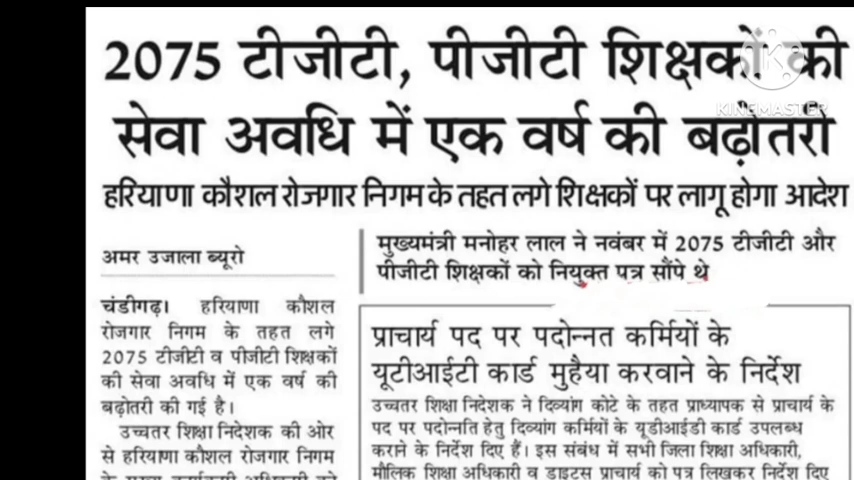 2075 टीजीटी, पीजीटी शिक्षकों की
सेवा अवधि में एक वर्ष की बढ़ोतरी
हरियाणा कौशल रोजगार निगम के तहत लगे शिक्षकों पर लागू होगा आदेश
KINEMASTER
अमर उजाला ब्यूरो
चंडीगढ़। हरियाणा कौशल
रोजगार निगम के तहत लगे
2075 टीजीटी व पीजीटी शिक्षकों
की सेवा अवधि में एक वर्ष की
बढ़ोतरी की गई है।
उच्चतर शिक्षा निदेशक की ओर
से हरियाणा कौशल रोजगार निगम
मुख्यमंत्री मनोहर लाल ने नवंबर में 2075 टीजीटी और
पीजीटी शिक्षकों को नियुक्त पत्र सौंपे थे
प्राचार्य पद पर पदोन्नत कर्मियों के
यूटीआईटी कार्ड मुहैया करवाने के निर्देश
उच्चतर शिक्षा निदेशक ने दिव्यांग कोटे के तहत प्राध्यापक से प्राचार्य के
पद पर पदोन्नति हेतु दिव्यांग कर्मियों के यूडीआईडी कार्ड उपलब्ध
कराने के निर्देश दिए हैं। इस संबंध में सभी जिला शिक्षा अधिकारी,
मौलिक शिक्षा अधिकारी व डाइट्स प्राचार्य को पत्र लिखकर निर्देश दिए